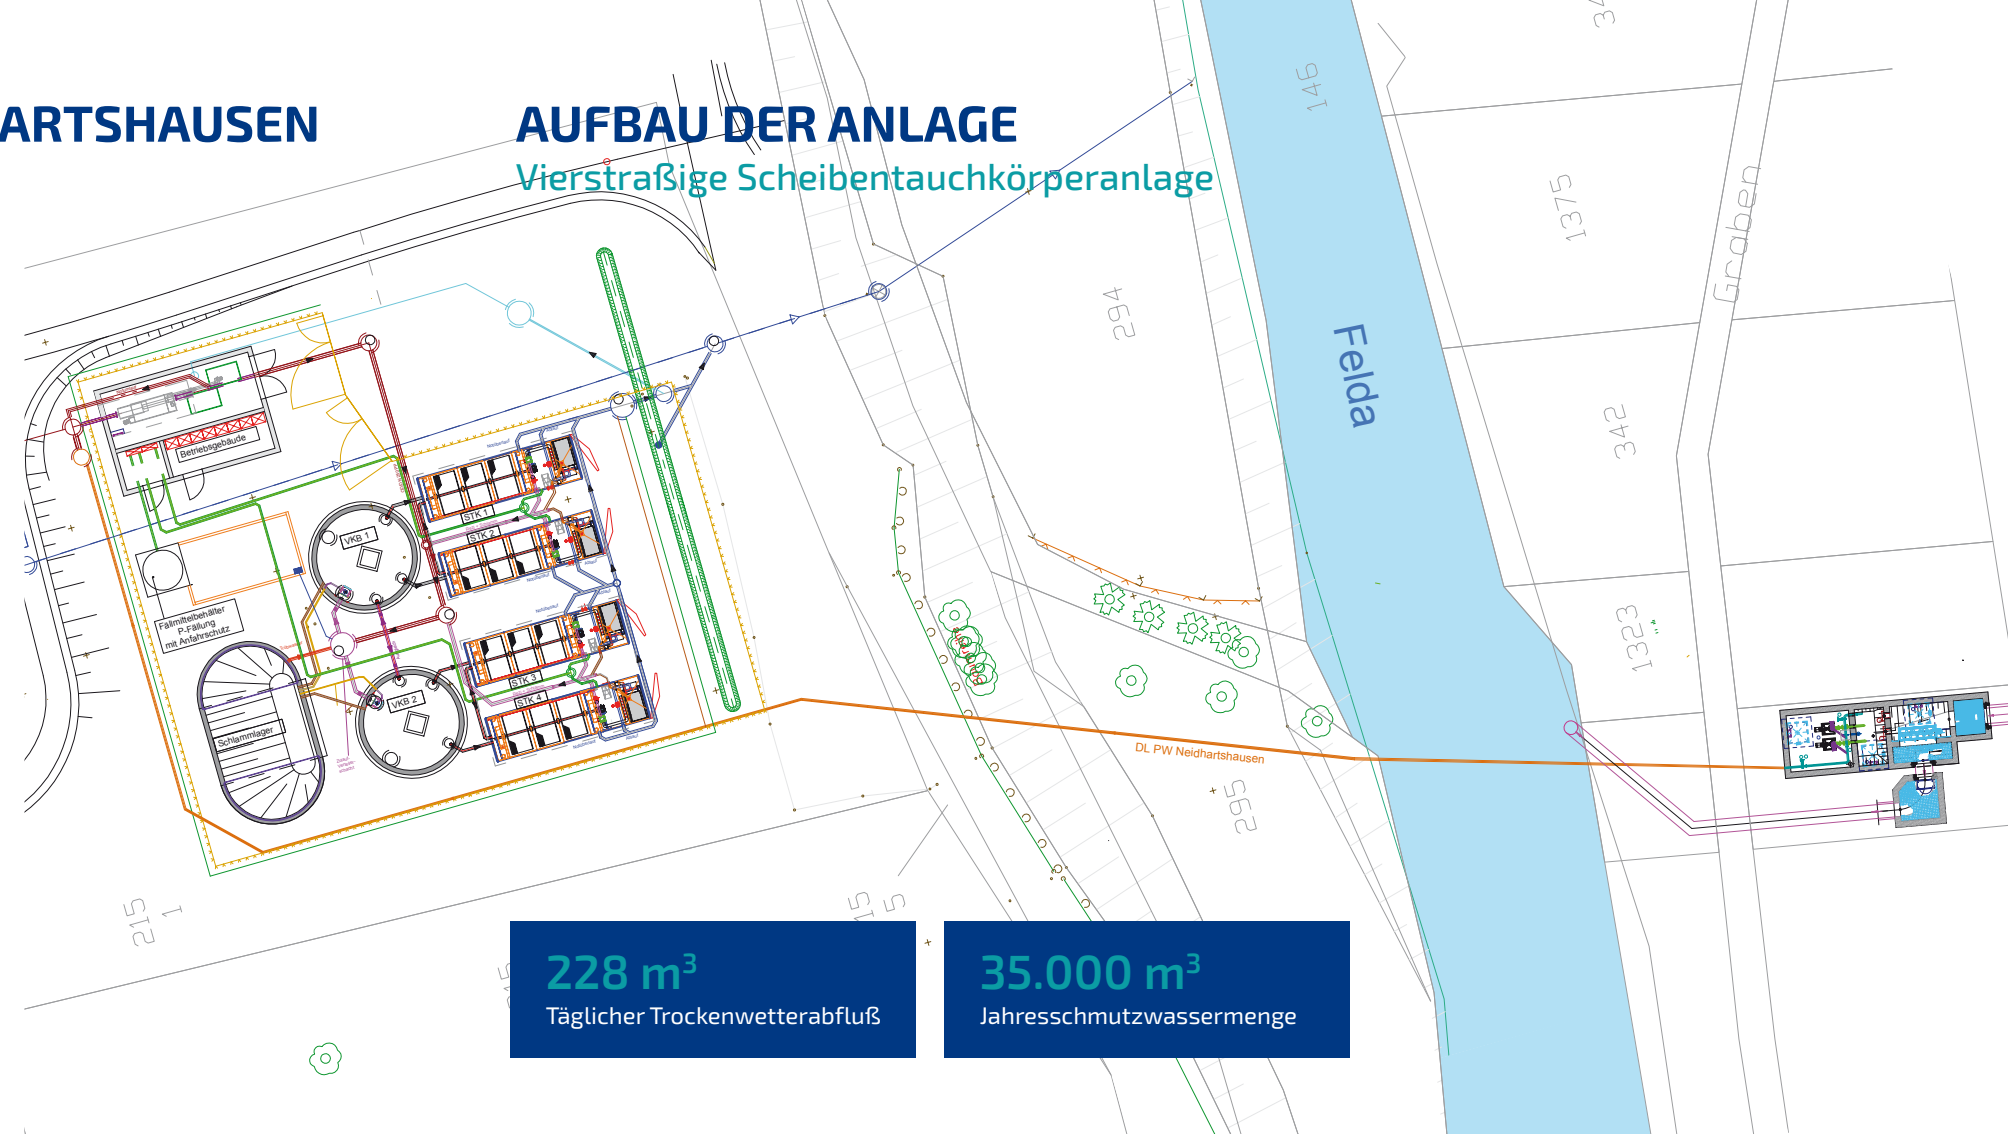 ARTSHAUSEN
AUFBAU DER ANLAGE
Vierstraßige Scheibentauchkörperanlage
146
1375
Graben
294
Felda
342
1323
Betriebsgebäude
STK 1
STK 2
VKB 1
Fällmittelbehälter
P-Fällung
mit Anfahrschutz
STK 3
STK 4
VKB 2
Schlammlager
DL PW Neidhartshausen
295
215
1
15
5
228 m³
Täglicher Trockenwetterabfluß
35.000 m³
Jahresschmutzwassermenge